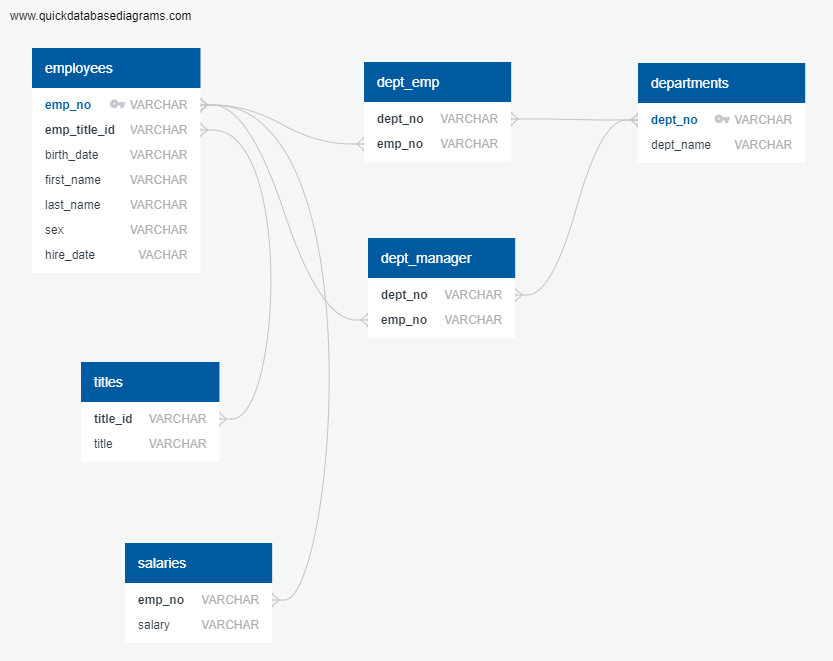 www.quickdatabasediagrams.com
employees
emp_no VARCHAR
emp_title_id VARCHAR
birth_date VARCHAR
first_name VARCHAR
last_name VARCHAR
sex VARCHAR
hire_date VACHAR
dept_emp
dept_no VARCHAR
emp_no VARCHAR
departments
dept_no VARCHAR
dept_name VARCHAR
dept_manager
dept_no VARCHAR
emp_no VARCHAR
titles
title_id VARCHAR
title VARCHAR
salaries
emp_no VARCHAR
salary VARCHAR